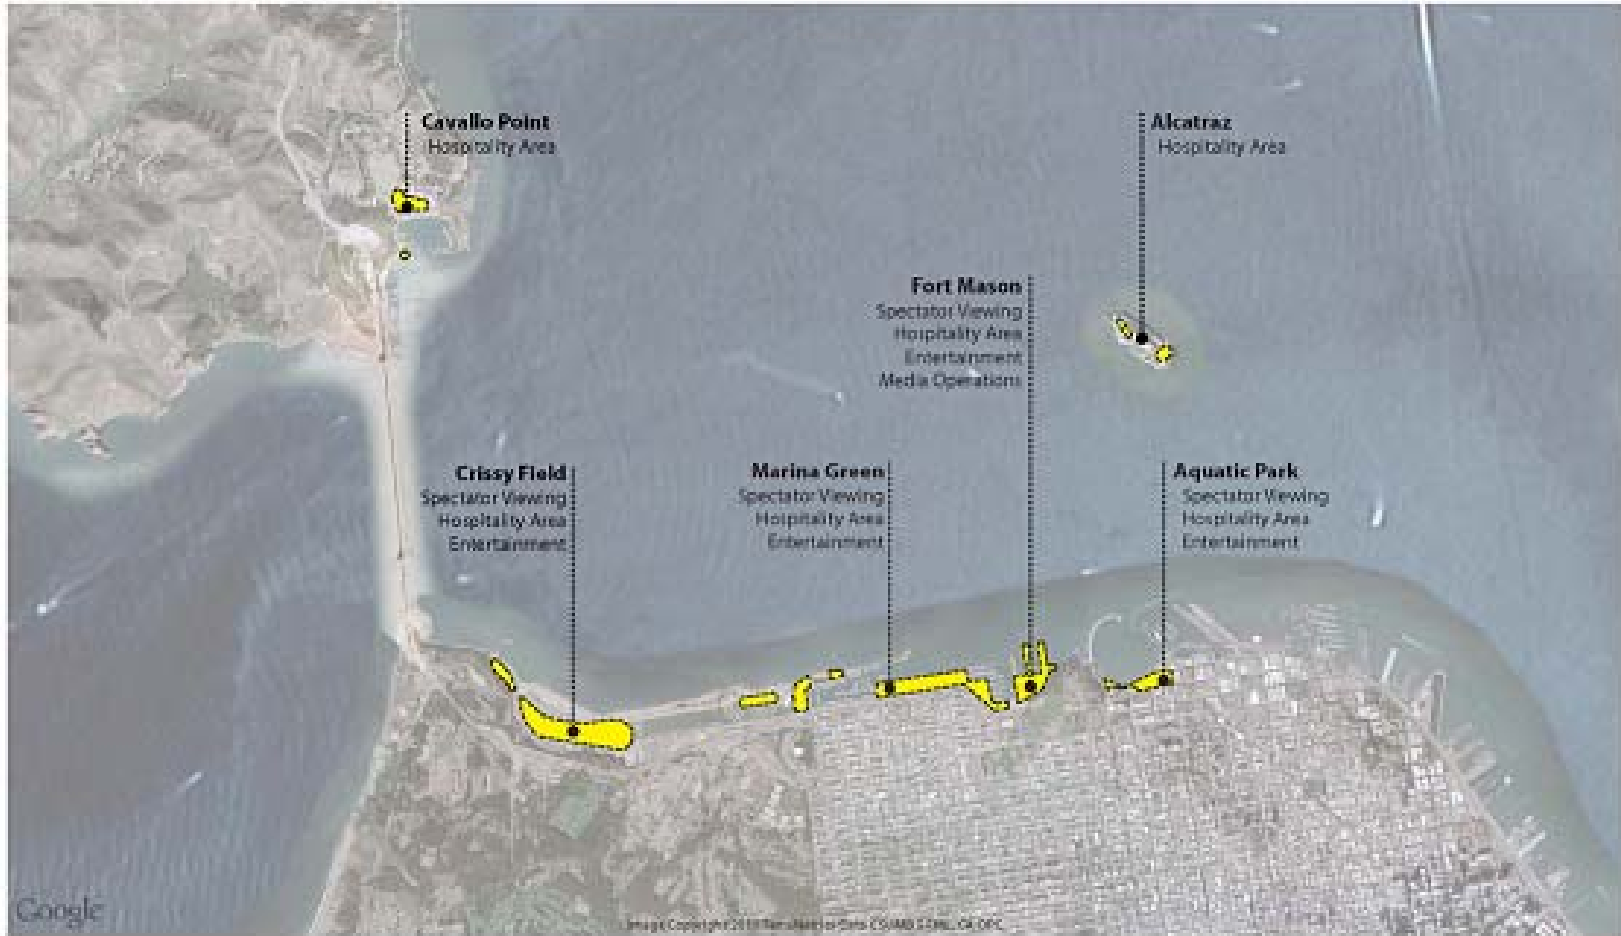 Cavallo Point
Hospitality Area
Alcatraz
Hospitality Area
Fort Mason
Spectator Viewing
Hospitality Area
Entertainment
Media Operations
Crissy Field
Spectator Viewing
Hospitality Area
Entertainment
Marina Green
Spectator Viewing
Hospitality Area
Entertainment
Aquatic Park
Spectator Viewing
Hospitality Area
Entertainment
Google
Image Copyright